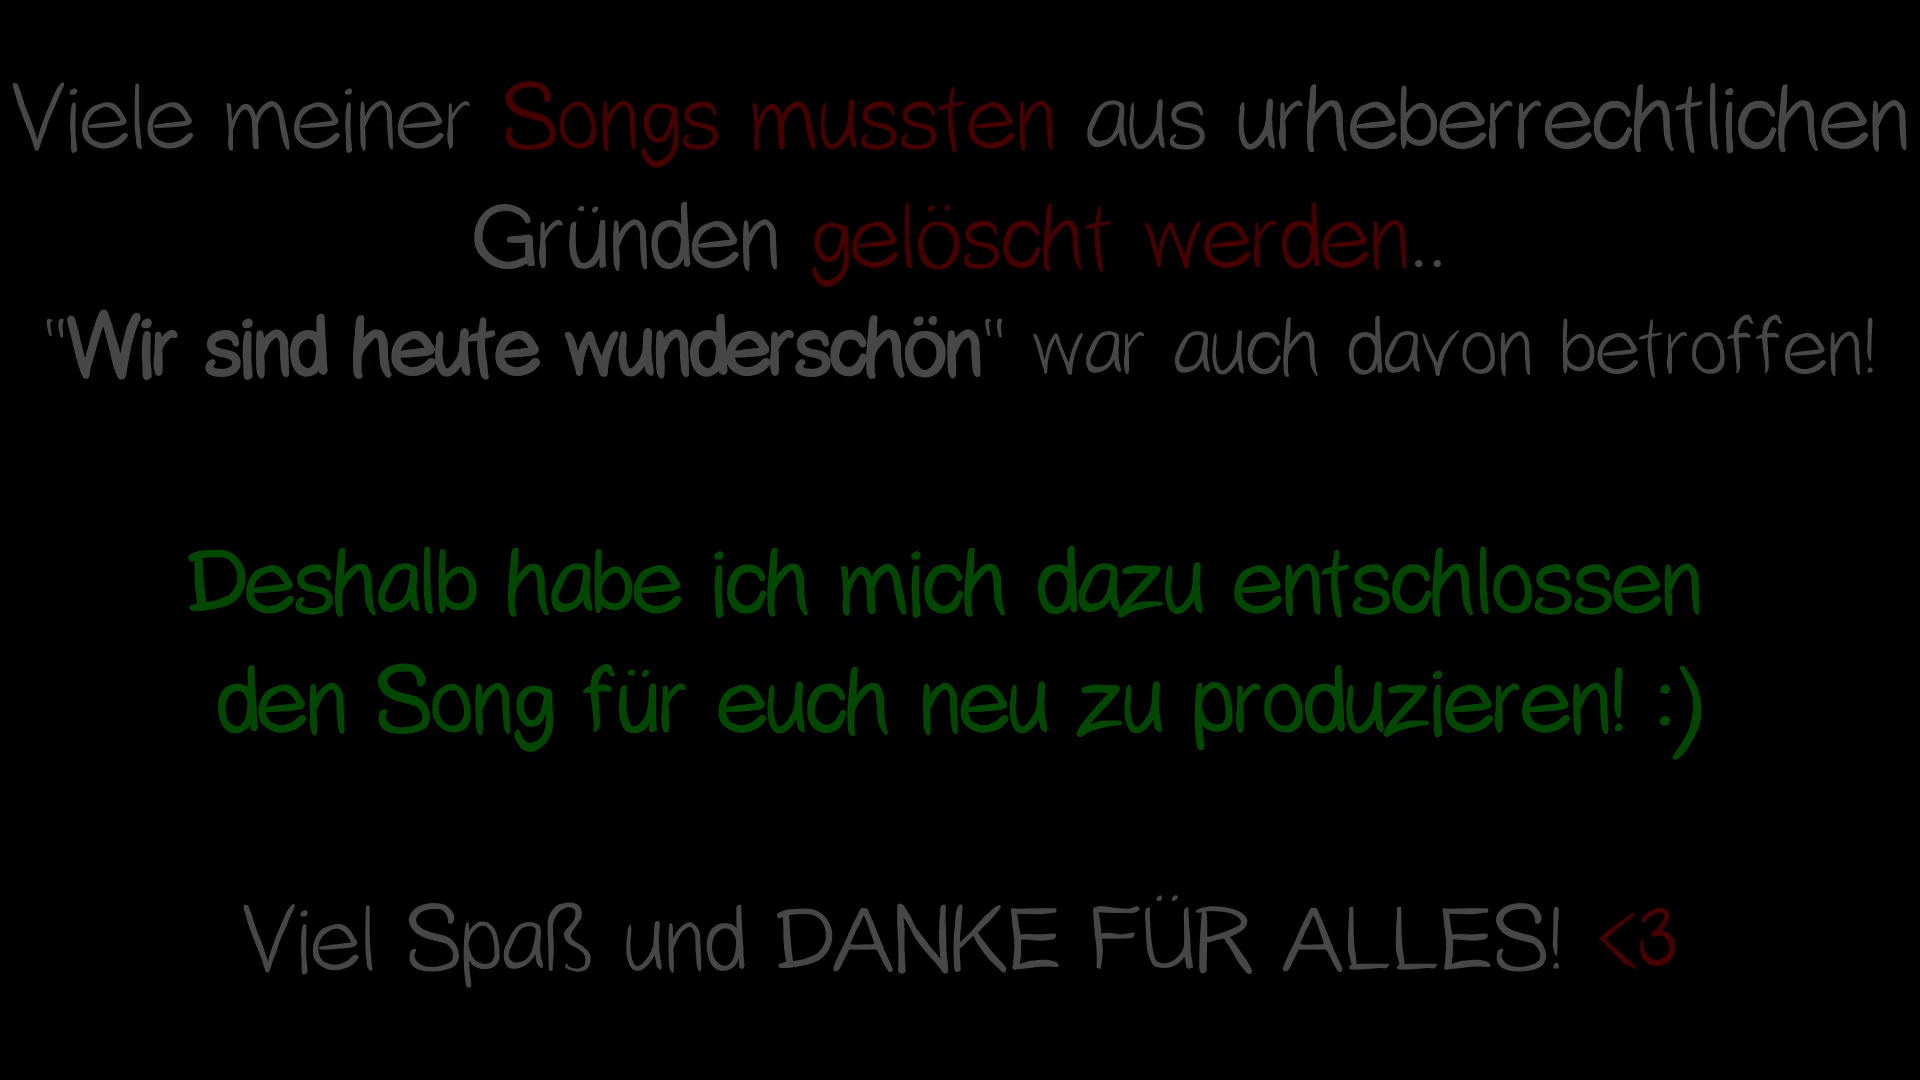 Viele meiner Songs mussten aus urheberrechtlichen
Gründen gelöscht werden..
"Wir sind heute wunderschön" war auch davon betroffen!
Deshalb habe ich mich dazu entschlossen
den Song für euch neu zu produzieren! :)
Viel Spaß und DANKE FÜR ALLES! <3